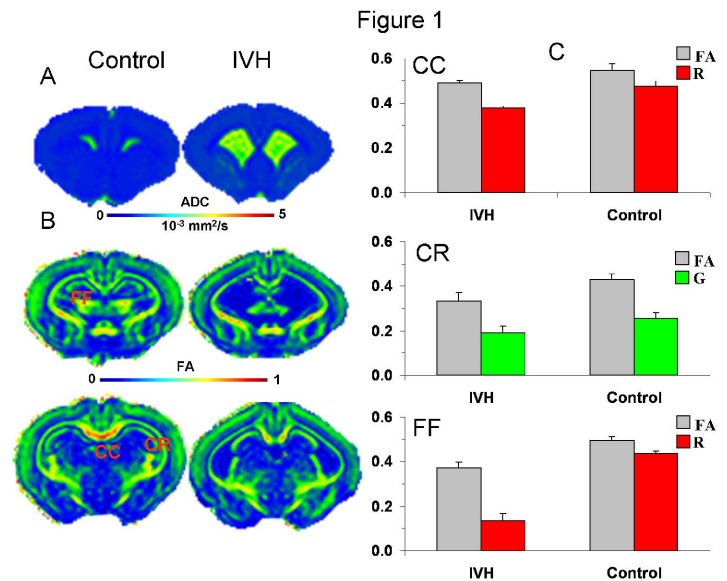 Figure 1
Control IVH
A
0 ADC 5
10-3 mm2/s
B
FF
0 FA 1
CC CR
CC C
FA
R
0.6
0.4
0.2
0.0
IVH Control
CR
FA
G
0.6
0.4
0.2
0.0
IVH Control
FF
FA
R
0.6
0.4
0.2
0.0
IVH Control